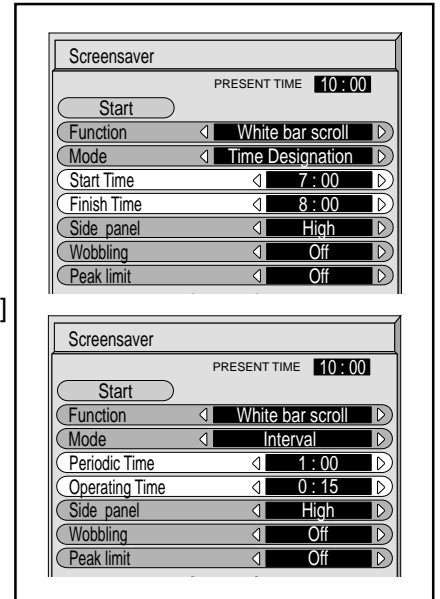 Screensaver
PRESENT TIME 10 : 00
Start
Function White bar scroll
Mode Time Designation
Start Time 7 : 00
Finish Time 8 : 00
Side panel High
Wobbling Off
Peak limit Off
]
Screensaver
PRESENT TIME 10 : 00
Start
Function White bar scroll
Mode Interval
Periodic Time 1 : 00
Operating Time 0 : 15
Side panel High
Wobbling Off
Peak limit Off